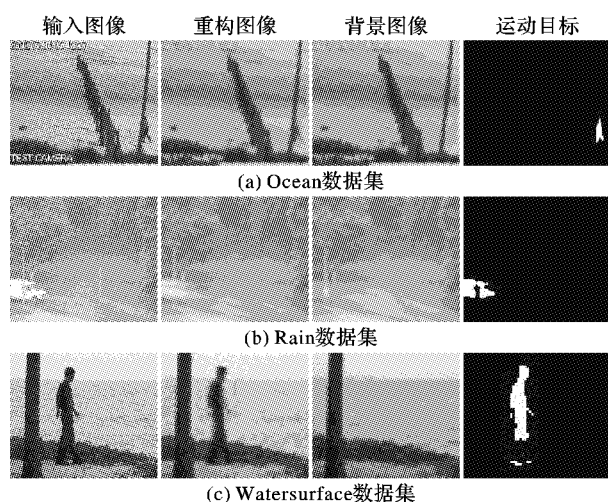 输入图像 重构图像 背景图像 运动目标
TEST CAMERA
(a) Ocean数据集
(b) Rain数据集
(c) Watersurface数据集